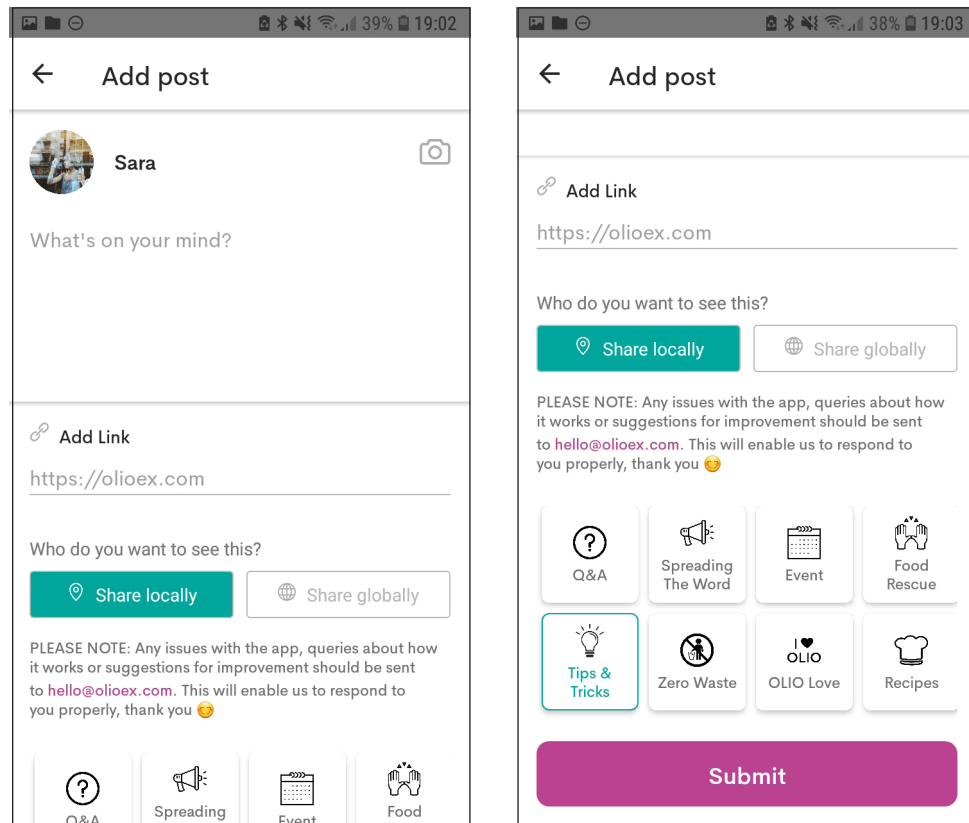 39% 19:02
Add post
Sara
What's on your mind?
Add Link
https://olioex.com
Who do you want to see this?
Share locally
Share globally
PLEASE NOTE: Any issues with the app, queries about how
it works or suggestions for improvement should be sent
to hello@olioex.com. This will enable us to respond to
you properly, thank you 😊
Q&A
Spreading
Event
Food
38% 19:03
Add post
Add Link
https://olioex.com
Who do you want to see this?
Share locally
Share globally
PLEASE NOTE: Any issues with the app, queries about how
it works or suggestions for improvement should be sent
to hello@olioex.com. This will enable us to respond to
you properly, thank you 😊
Q&A
Spreading
The Word
Event
Food
Rescue
Tips &
Tricks
Zero Waste
I ♥
OLIO
OLIO Love
Recipes
Submit